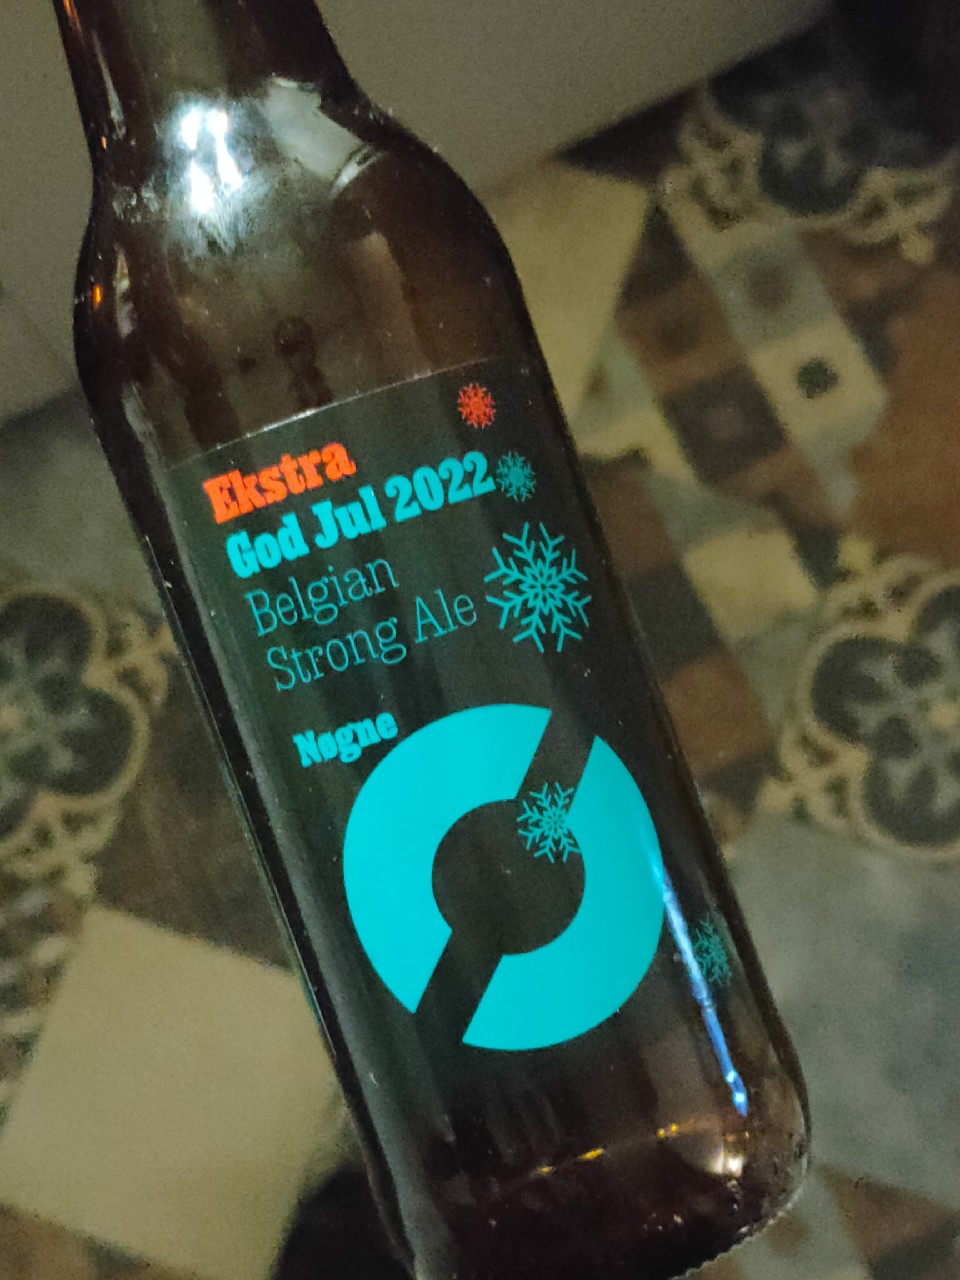 Ekstra
God Jul 2022
Belgian
Strong Ale
Nøgne
Ø